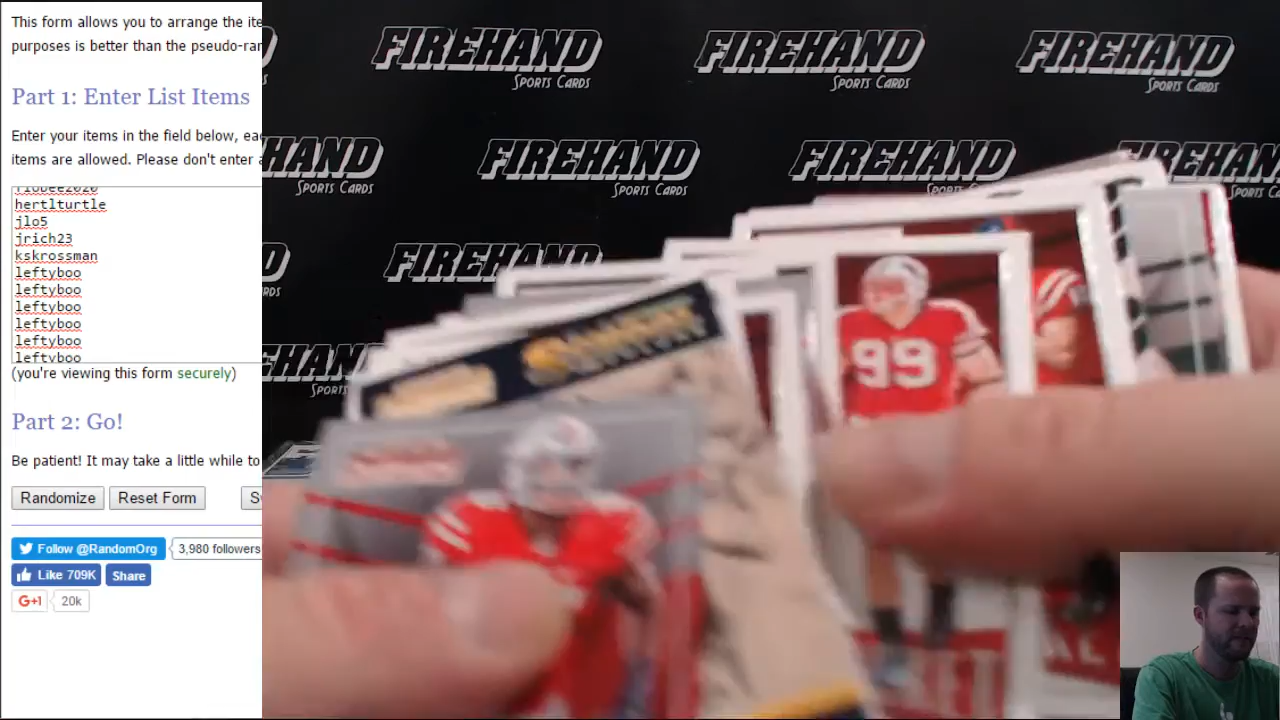 This form allows you to arrange the ite
purposes is better than the pseudo-ran
Part 1: Enter List Items
Enter your items in the field below, eac
items are allowed. Please don't enter a
hertlturtle
jlo5
jrich23
kskrossman
leftyboo
leftyboo
leftyboo
leftyboo
leftyboo
leftyboo
(you're viewing this form securely)
Part 2: Go!
Be patient! It may take a little while to
Randomize Reset Form
Follow @RandomOrg 3,980 followers
Like 709K Share
G+1 20k
FIREHAND FIREHAND FIREHAND
SPORTS CARDS SPORTS CARDS SPORTS CARDS
HAND FIREHAND FIREHAND FIREHAN
SPORTS CARDS SPORTS CARDS SPORTS CARDS
FIREHAND
99